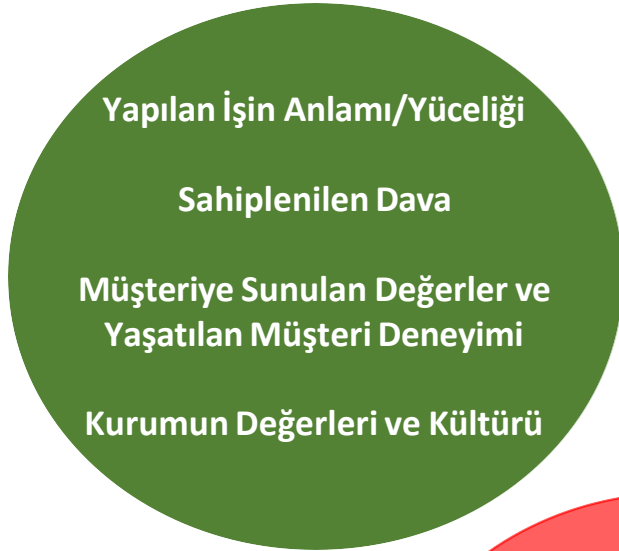 Yapılan İşin Anlamı/Yüceliği
Sahiplenilen Dava
Müşteriye Sunulan Değerler ve
Yaşatılan Müşteri Deneyimi
Kurumun Değerleri ve Kültürü